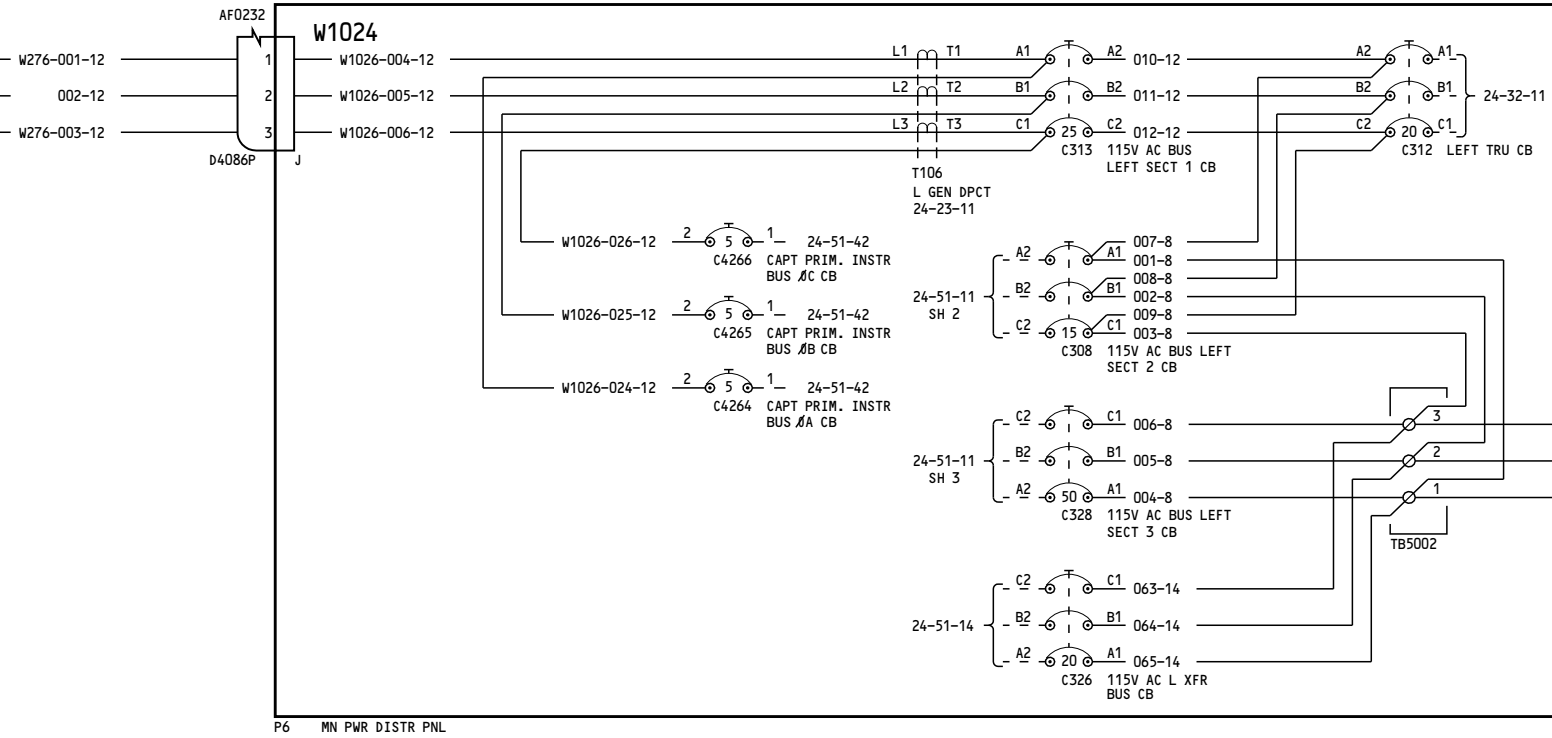 AF0232
W1024
W276-001-12 1 W1026-004-12 L1 T1 A1 A2 010-12 A2 A1
002-12 2 W1026-005-12 L2 T2 B1 B2 011-12 B2 B1 24-32-11
W276-003-12 3 W1026-006-12 L3 T3 C1 25 C2 012-12 C2 20 C1
D4086P J
C313 115V AC BUS
LEFT SECT 1 CB
C312 LEFT TRU CB
T106
L GEN DPCT
24-23-11
W1026-026-12 2 5 1 24-51-42
C4266 CAPT PRIM. INSTR
BUS ØC CB
W1026-025-12 2 5 1 24-51-42
C4265 CAPT PRIM. INSTR
BUS ØB CB
W1026-024-12 2 5 1 24-51-42
C4264 CAPT PRIM. INSTR
BUS ØA CB
007-8
A2 A1 001-8
008-8
24-51-11 B2 B1 002-8
SH 2
009-8
C2 15 C1 003-8
C308 115V AC BUS LEFT
SECT 2 CB
C2 C1 006-8 3
24-51-11 B2 B1 005-8 2
SH 3
A2 50 A1 004-8 1
C328 115V AC BUS LEFT
SECT 3 CB
TB5002
C2 C1 063-14
24-51-14 B2 B1 064-14
A2 20 A1 065-14
C326 115V AC L XFR
BUS CB
P6 MN PWR DISTR PNL